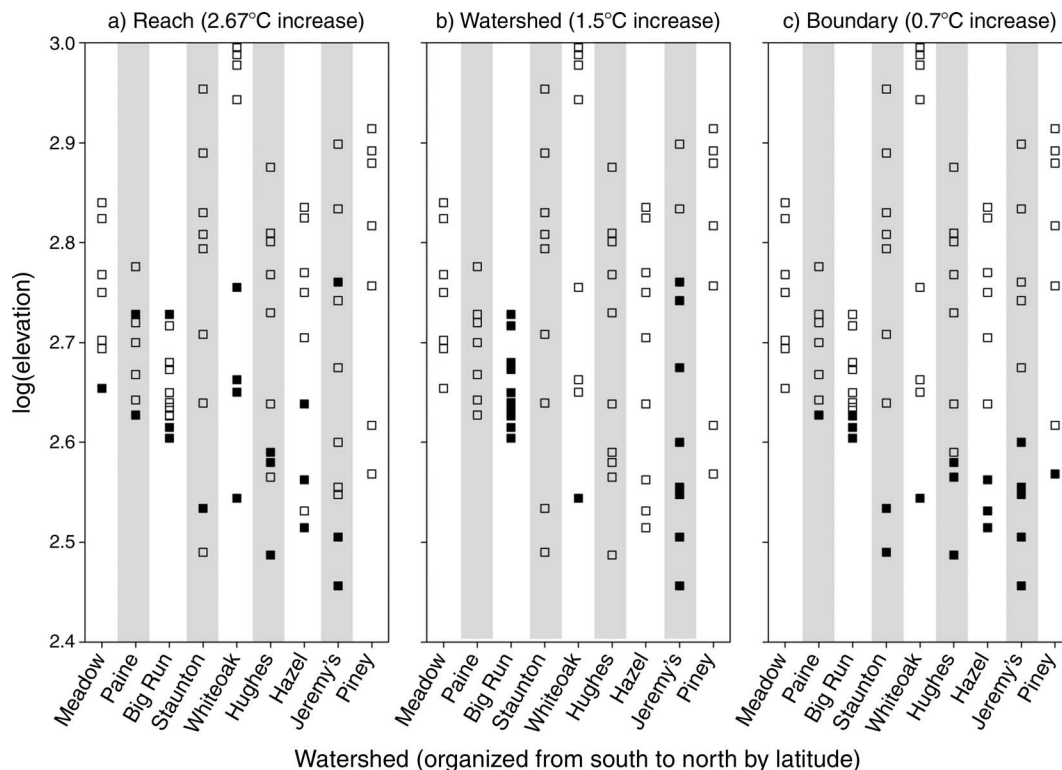 a) Reach (2.67°C increase)
b) Watershed (1.5°C increase)
c) Boundary (0.7°C increase)
log(elevation)
3.0
2.9
2.8
2.7
2.6
2.5
2.4
Meadow
Paine
Big Run
Staunton
Whiteoak
Hughes
Hazel
Jeremy's
Piney
Meadow
Paine
Big Run
Staunton
Whiteoak
Hughes
Hazel
Jeremy's
Piney
Meadow
Paine
Big Run
Staunton
Whiteoak
Hughes
Hazel
Jeremy's
Piney
Watershed (organized from south to north by latitude)